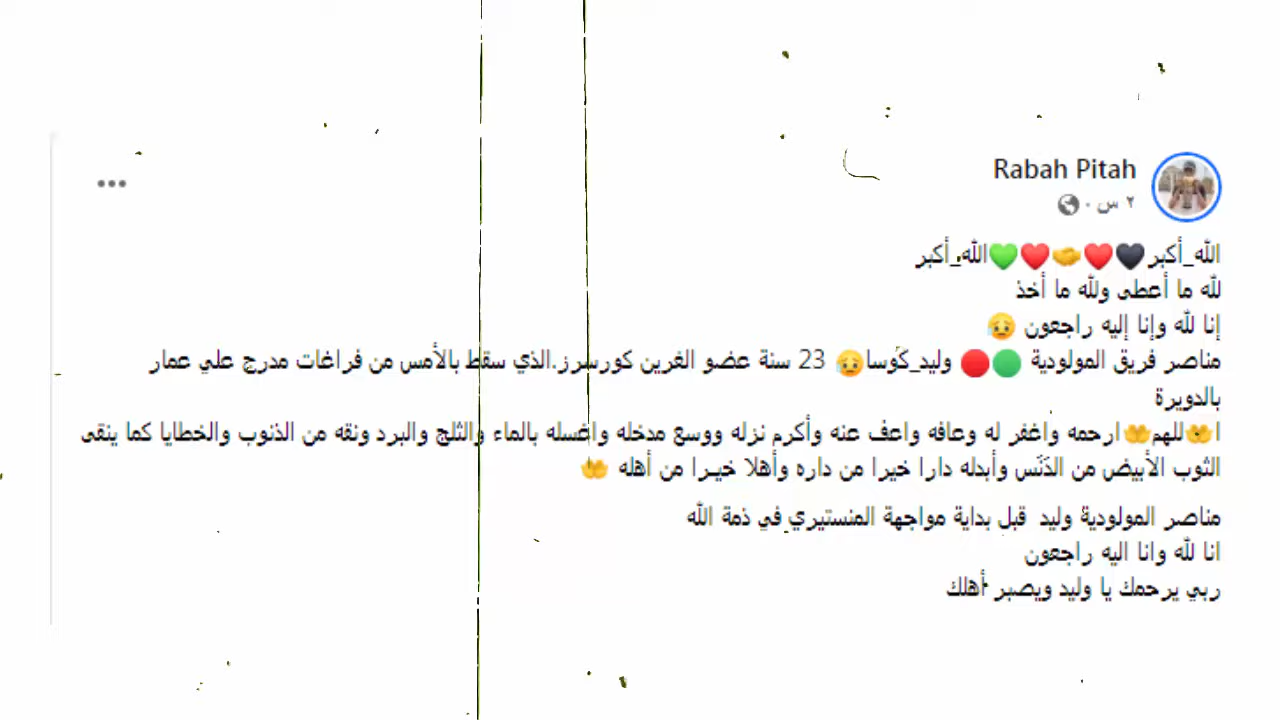 Rabah Pitah
٢ س ·
الله_أكبر🖤❤️🤝❤️💚الله_أكبر
لله ما أعطى ولله ما أخذ
إنا لله وإنا إليه راجعون 😥
مناصر فريق المولودية 🟢🔴 وليد_كَوسا😥 23 سنة عضو الغرين كورسرز.الذي سقط بالأمس من فراغات مدرج علي عمار
بالدويرة
ا🤲للهم🤲ارحمه واغفر له وعافه واعف عنه وأكرم نزله ووسع مدخله واغسله بالماء والثلج والبرد ونقه من الذنوب والخطايا كما ينقى
الثوب الأبيض من الدَنّس وأبدله دارا خيرا من داره وأهلا خيـرا من أهله 🤲
مناصر المولودية وليد قبل بداية مواجهة المنستيري في ذمة الله
انا لله وانا اليه راجعون
ربي يرحمك يا وليد ويصبر أهلك